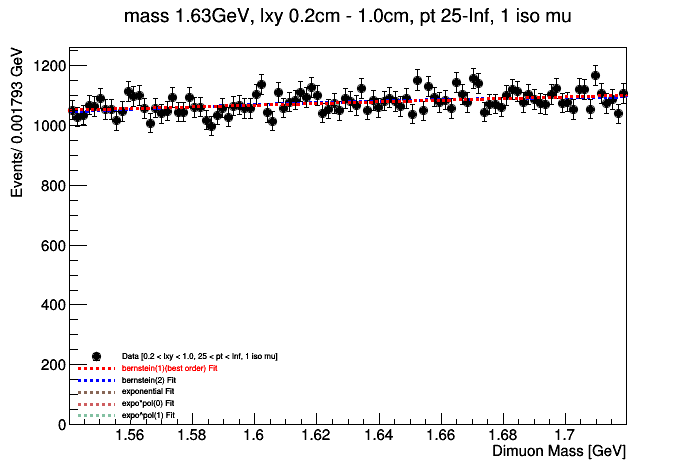 mass 1.63GeV, lxy 0.2cm - 1.0cm, pt 25-Inf, 1 iso mu
Events/ 0.001793 GeV
1200
1000
800
600
400
200
0
Data [0.2 < lxy < 1.0, 25 < pt < Inf, 1 iso mu]
bernstein(1)(best order) Fit
bernstein(2) Fit
exponential Fit
expo*pol(0) Fit
expo*pol(1) Fit
1.56 1.58 1.6 1.62 1.64 1.66 1.68 1.7
Dimuon Mass [GeV]